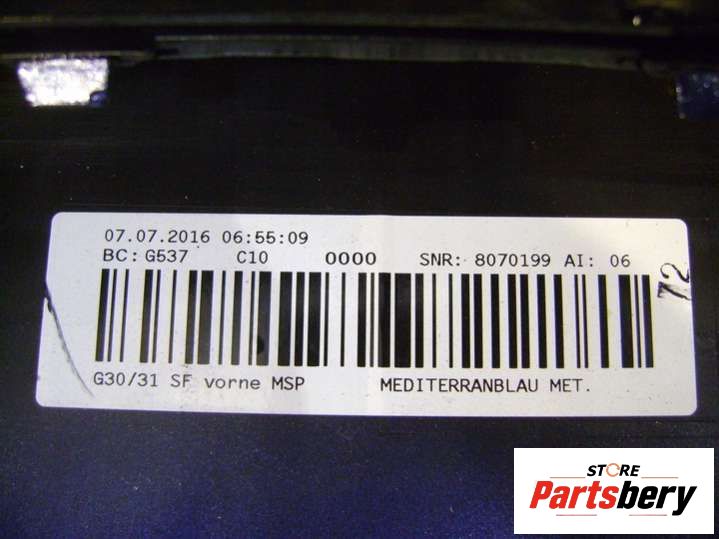 07.07.2016 06:55:09
BC: G537 C10 0000 SNR: 8070199 AI: 06
12
G30/31 SF vorne MSP MEDITERRANBLAU MET.
STORE
Partsbery